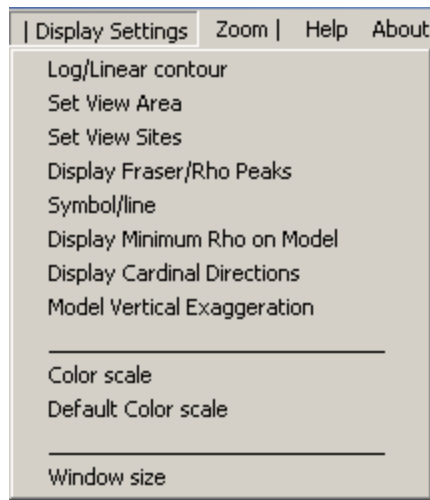 | Display Settings Zoom | Help About
Log/Linear contour
Set View Area
Set View Sites
Display Fraser/Rho Peaks
Symbol/line
Display Minimum Rho on Model
Display Cardinal Directions
Model Vertical Exaggeration
Color scale
Default Color scale
Window size